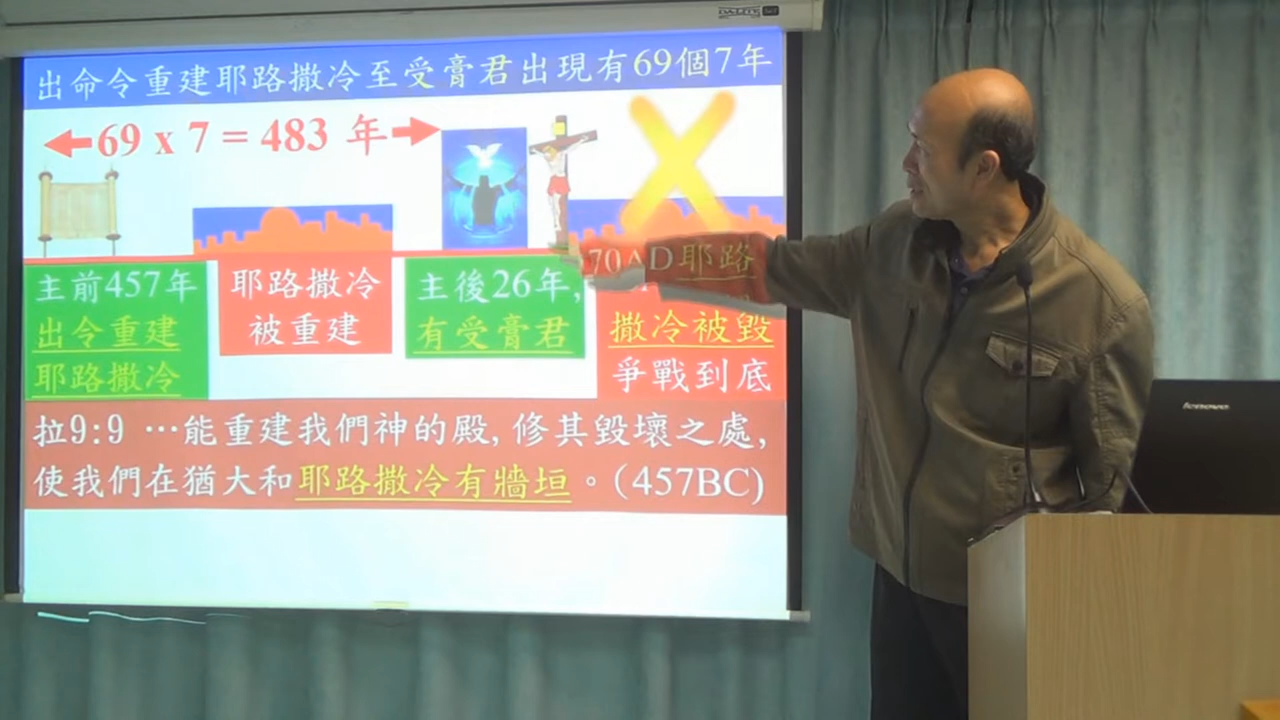 出命令重建耶路撒冷至受膏君出現有69個7年
69 x 7 = 483 年
主前457年
出令重建
耶路撒冷
耶路撒冷
被重建
主後26年,
有受膏君
70AD耶路
撒冷被毀
爭戰到底
拉9:9 …能重建我們神的殿, 修其毀壞之處,
使我們在猶大和耶路撒冷有牆垣。(457BC)